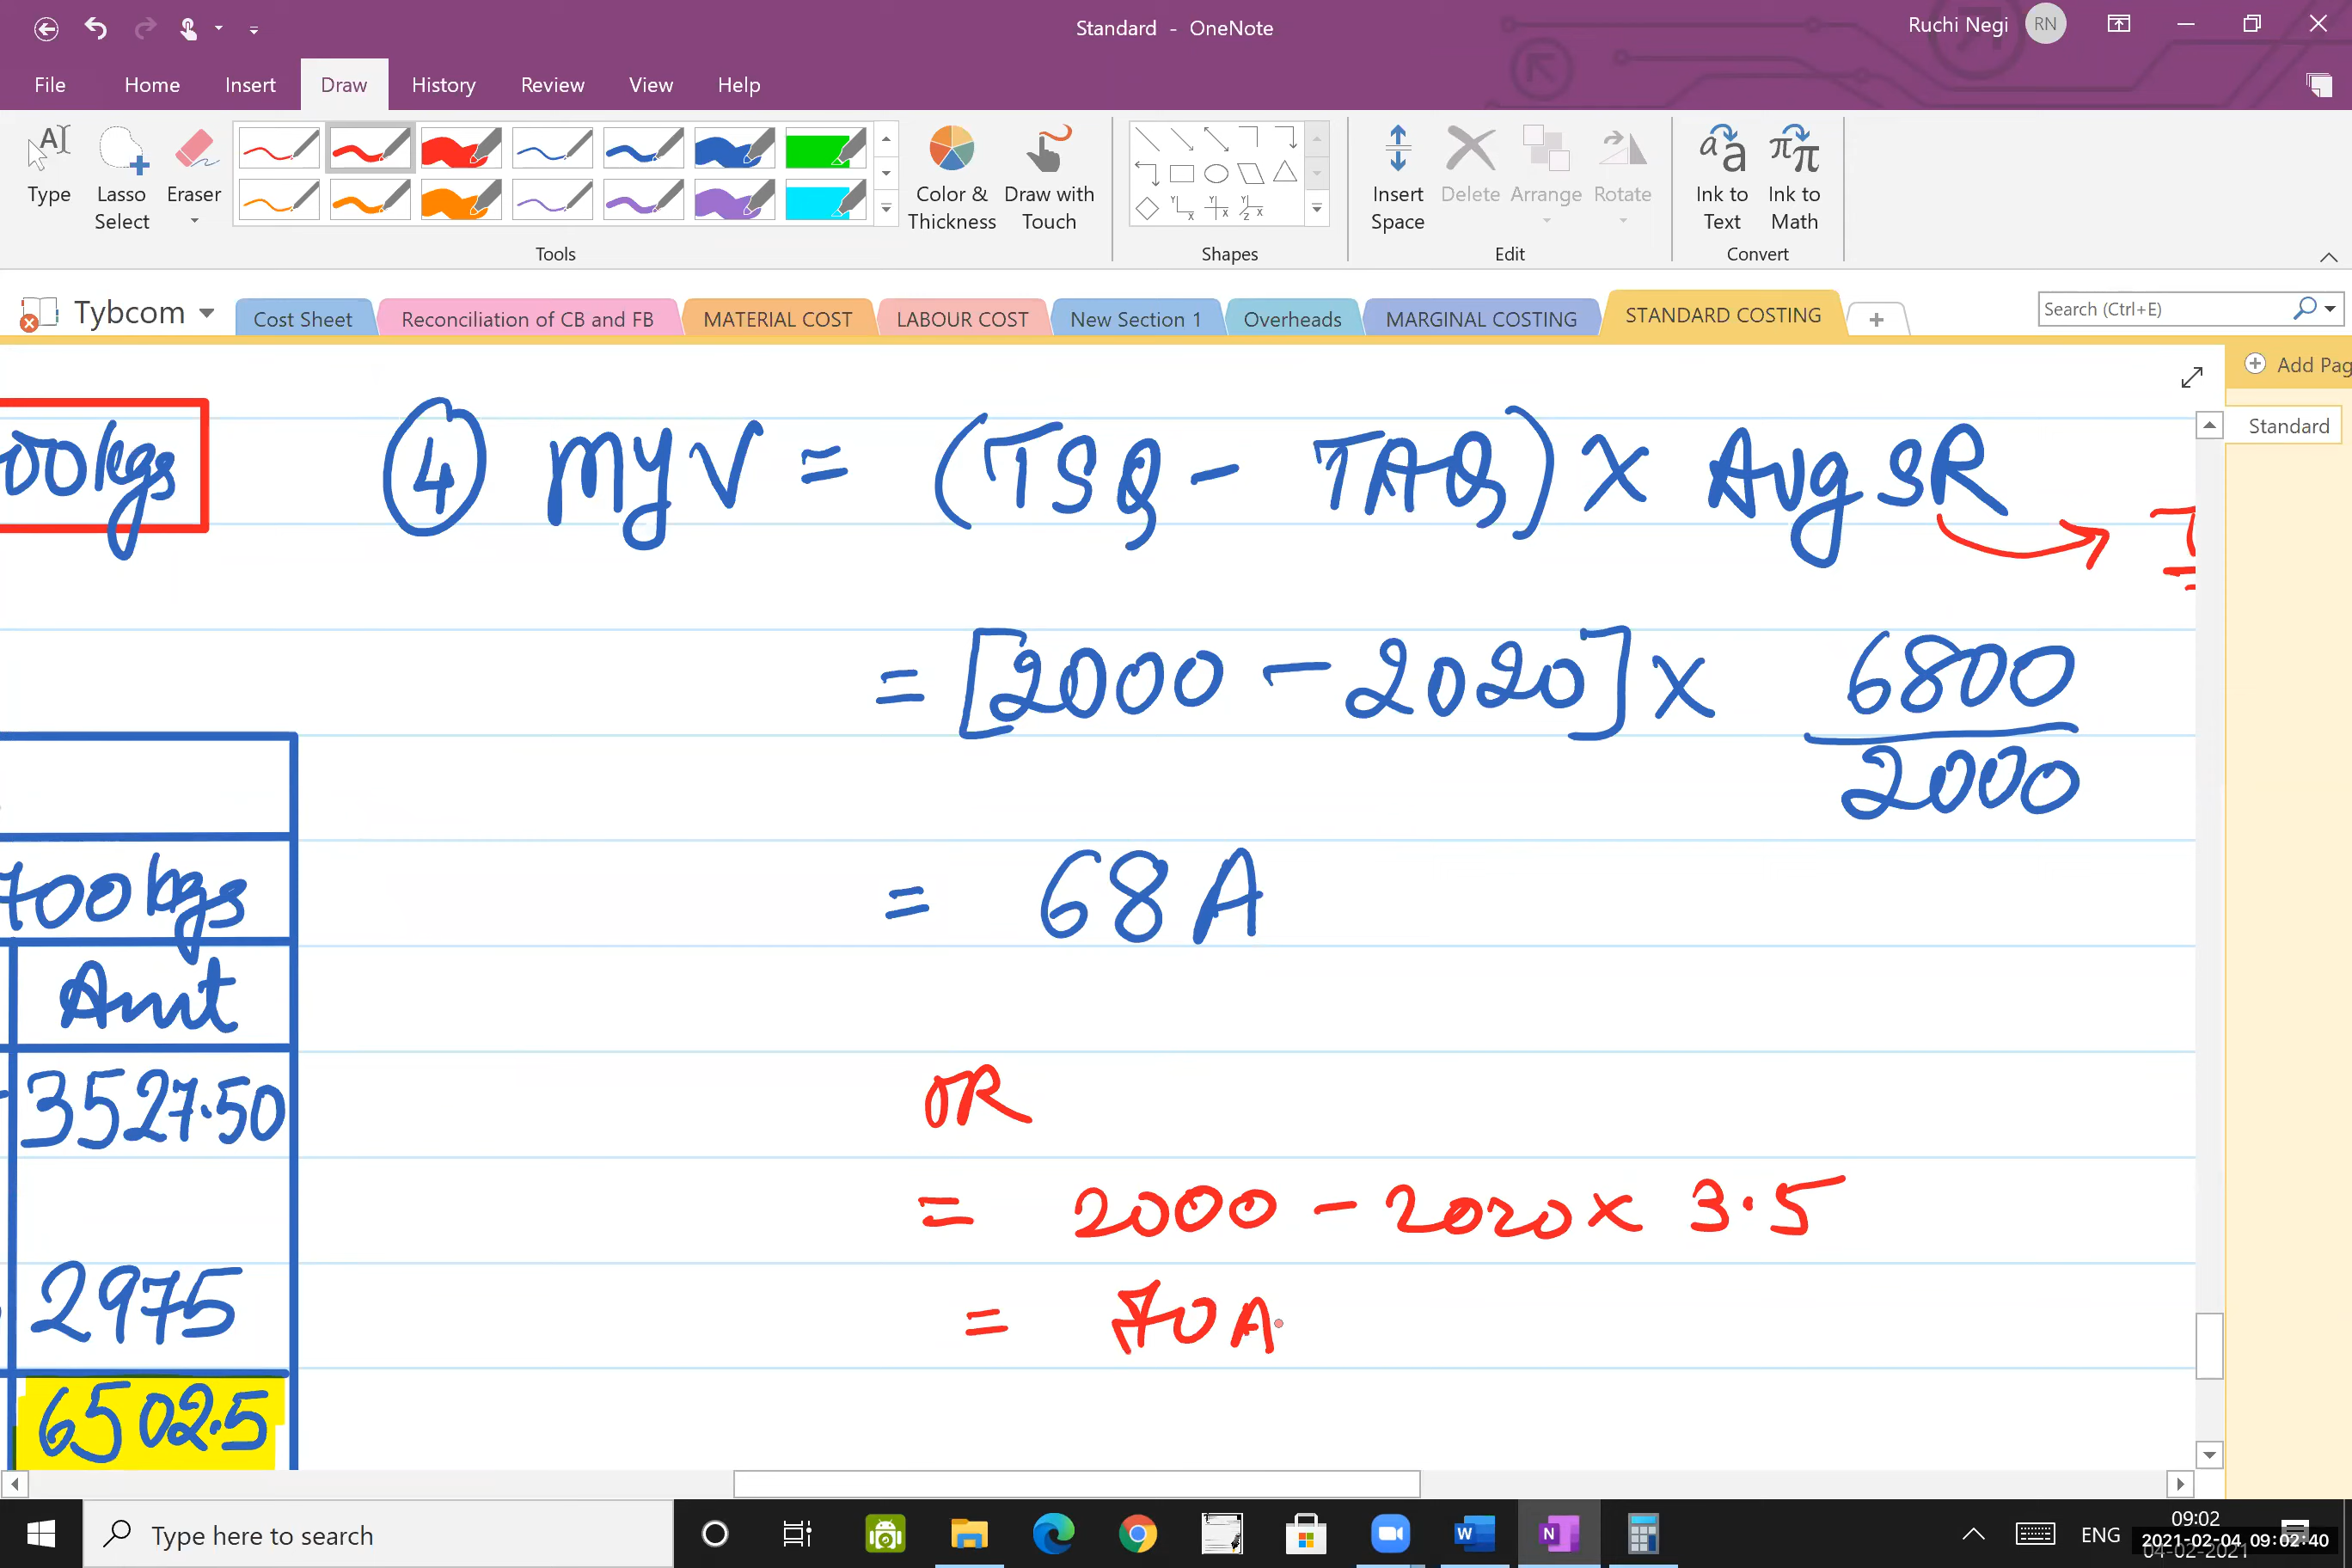 Standard - OneNote
Ruchi Negi RN
File Home Insert Draw History Review View Help
Type
Lasso Select
Eraser
Color & Thickness
Draw with Touch
Insert Space
Delete
Arrange
Rotate
Ink to Text
Ink to Math
Tools Shapes Edit Convert
Tybcom
Cost Sheet
Reconciliation of CB and FB
MATERIAL COST
LABOUR COST
New Section 1
Overheads
MARGINAL COSTING
STANDARD COSTING
Search (Ctrl+E)
Add Pag
Standard
00kgs
④ MYV = (TSQ - TAQ) X Avg SR
= [2000 - 2020] X 6800
2000
= 68 A
OR
= 2000 - 2020 x 3.5
= 70 A
700 kgs
Amt
3527.50
2975
6502.5
Type here to search
ENG
09:02
04-02-2021
2021-02-04 09:02:40